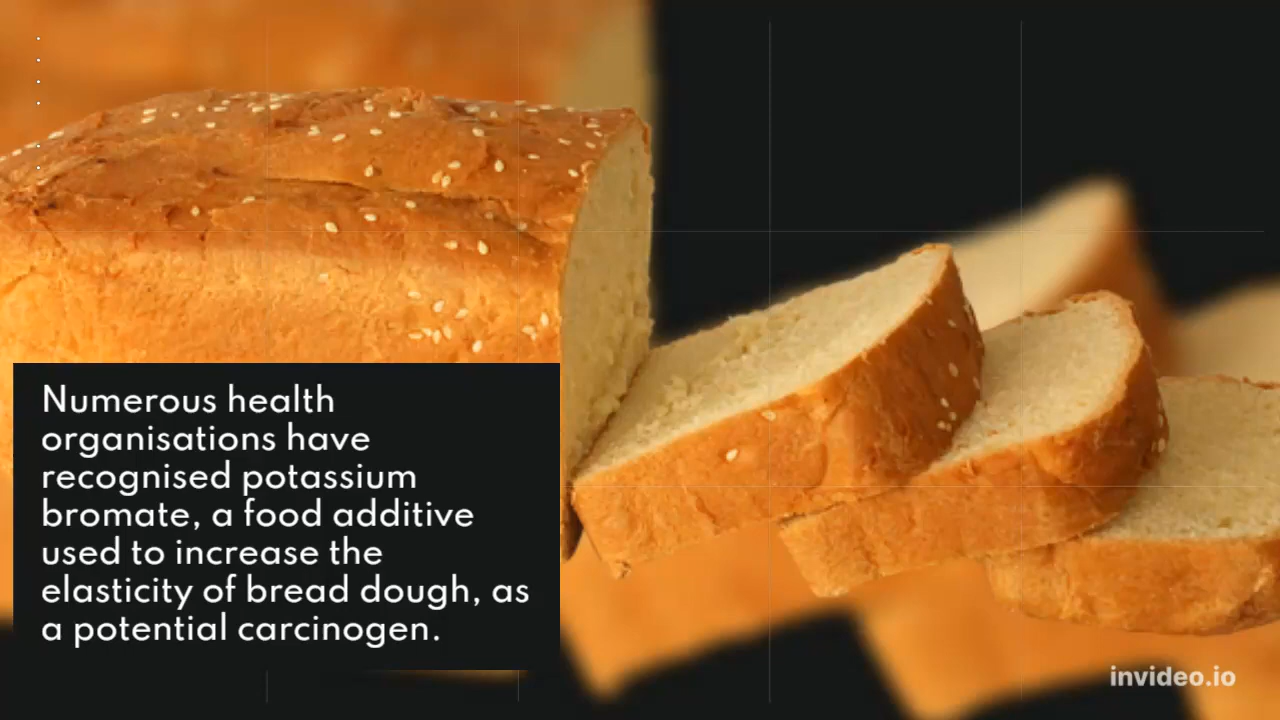 Numerous health
organisations have
recognised potassium
bromate, a food additive
used to increase the
elasticity of bread dough, as
a potential carcinogen.
invideo.io